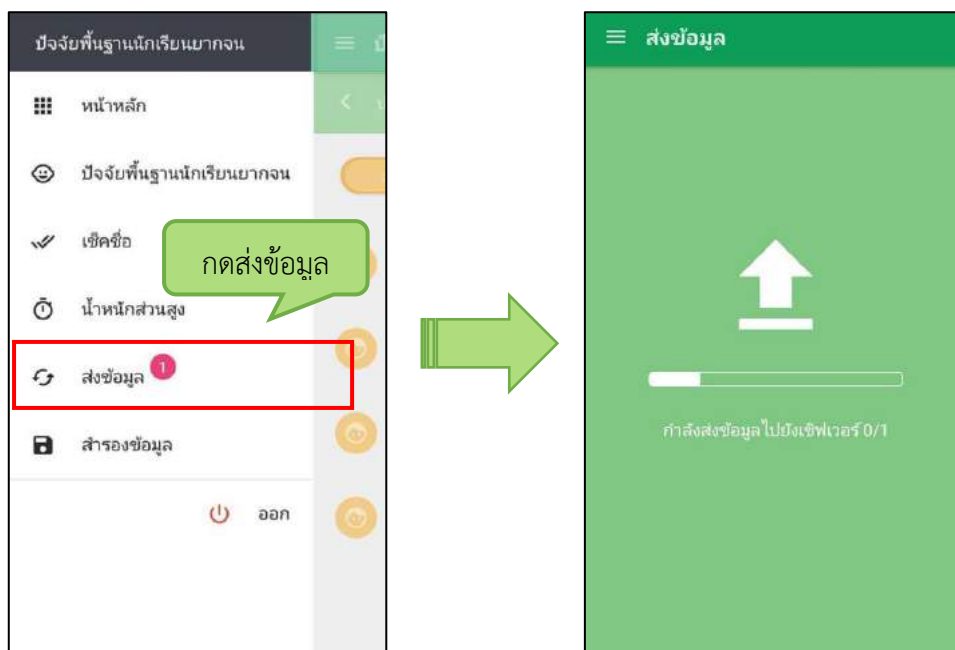 ปัจจัยพื้นฐานนักเรียนยากจน
หน้าหลัก
ปัจจัยพื้นฐานนักเรียนยากจน
เช็คชื่อ
กดส่งข้อมูล
น้ำหนักส่วนสูง
ส่งข้อมูล 1
สำรองข้อมูล
ออก
ส่งข้อมูล
กำลังส่งข้อมูลไปยังเซิฟเวอร์ 0/1